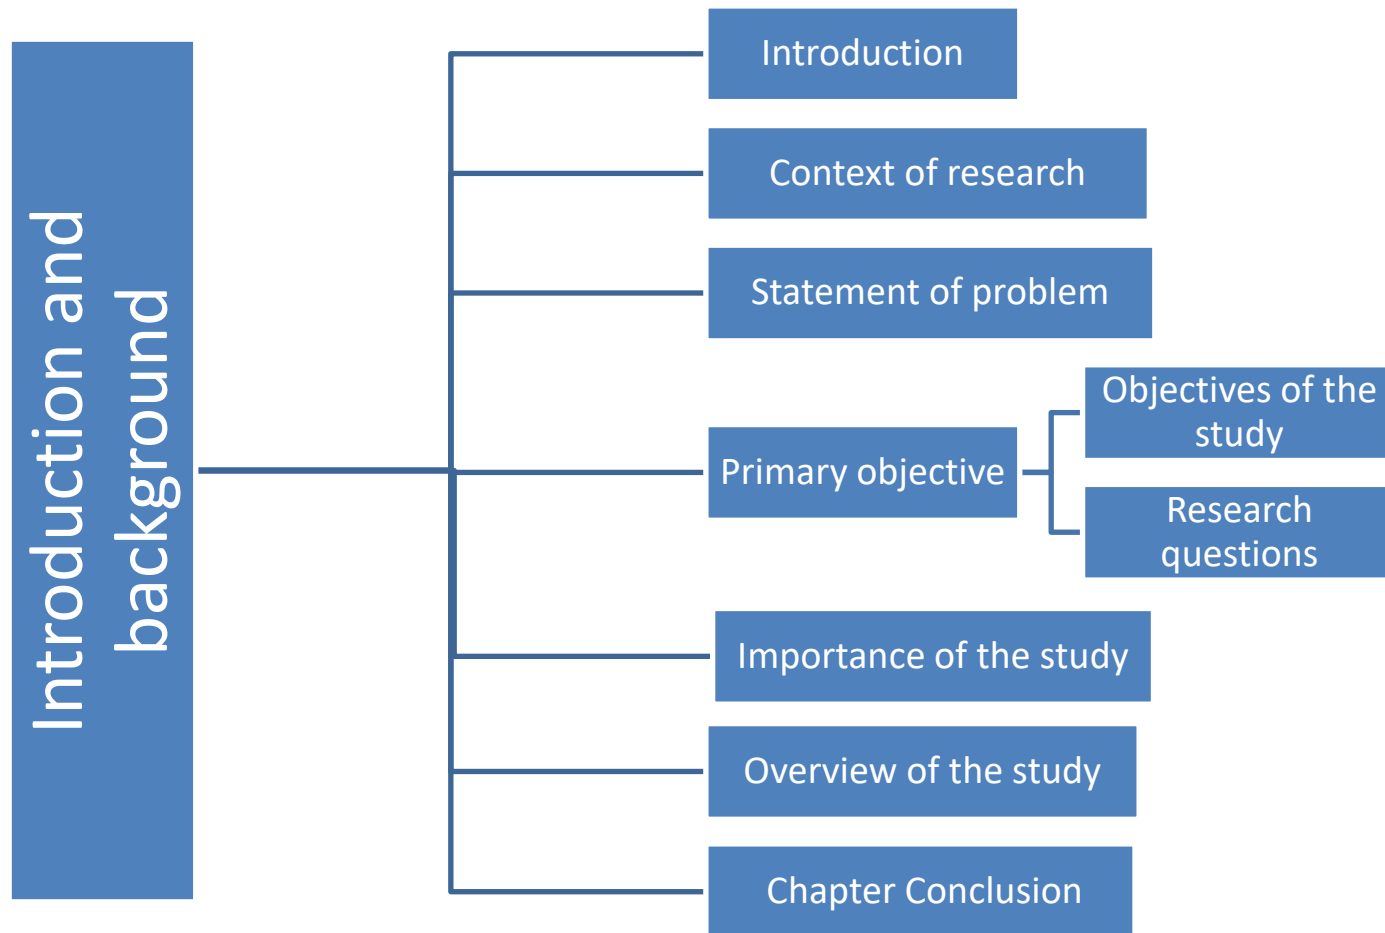 Introduction and
background
Introduction
Context of research
Statement of problem
Primary objective
Objectives of the
study
Research
questions
Importance of the study
Overview of the study
Chapter Conclusion